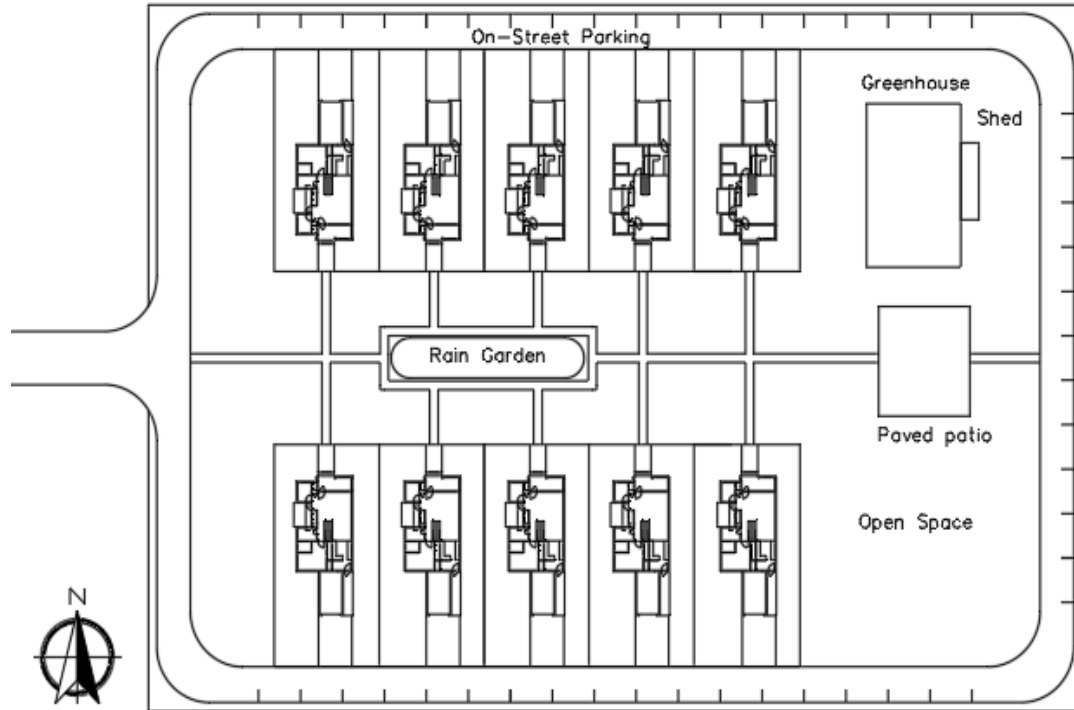 On-Street Parking
Greenhouse
Shed
Rain Garden
Paved patio
Open Space
N